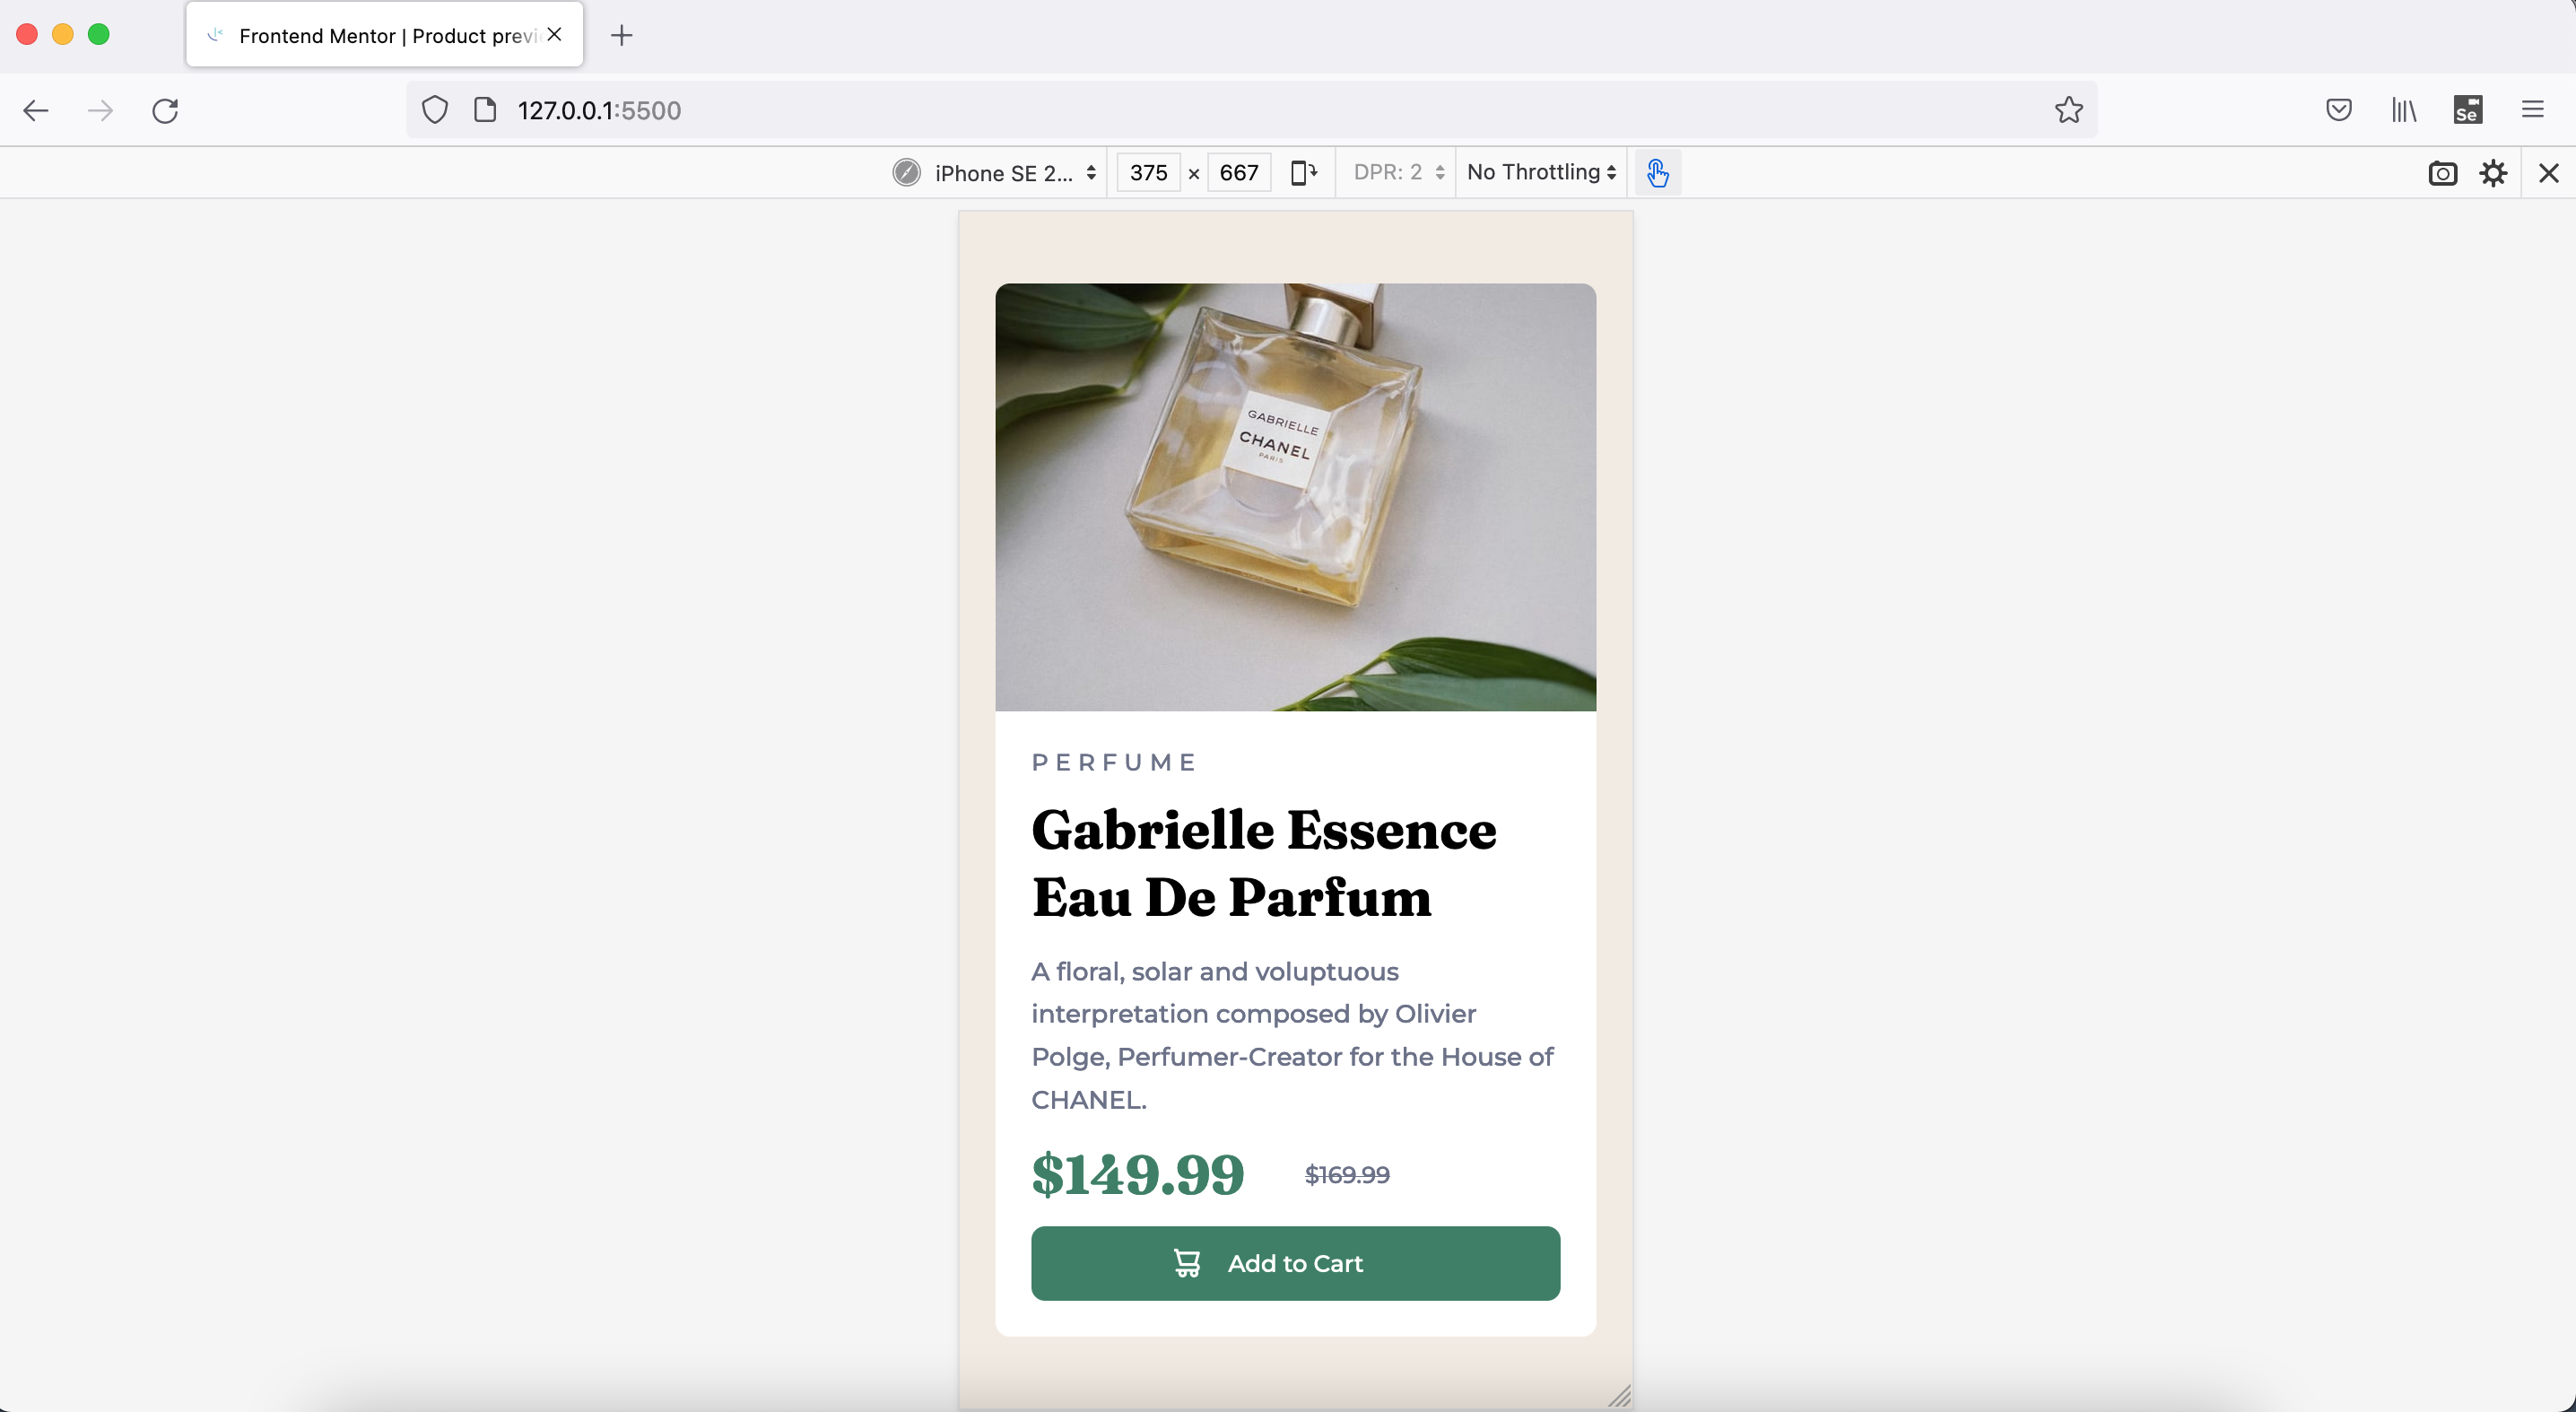 Frontend Mentor | Product previ
127.0.0.1:5500
Se
iPhone SE 2... 375 × 667 DPR: 2 No Throttling
GABRIELLE
CHANEL
PARIS
PERFUME
Gabrielle Essence
Eau De Parfum
A floral, solar and voluptuous
interpretation composed by Olivier
Polge, Perfumer-Creator for the House of
CHANEL.
$149.99 $169.99
Add to Cart